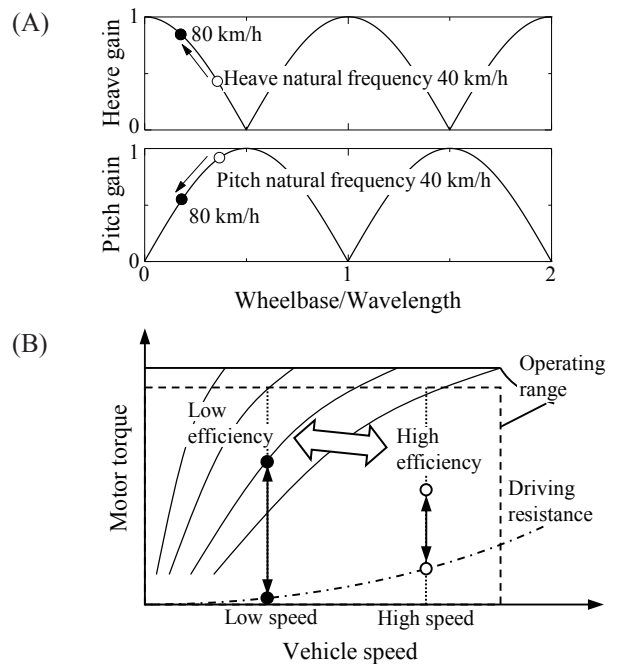 (A)
Heave gain
1
0
80 km/h
Heave natural frequency 40 km/h
Pitch gain
1
0
Pitch natural frequency 40 km/h
80 km/h
0
1
2
Wheelbase/Wavelength
(B)
Motor torque
Operating
range
Low
efficiency
High
efficiency
Driving
resistance
Low speed
High speed
Vehicle speed